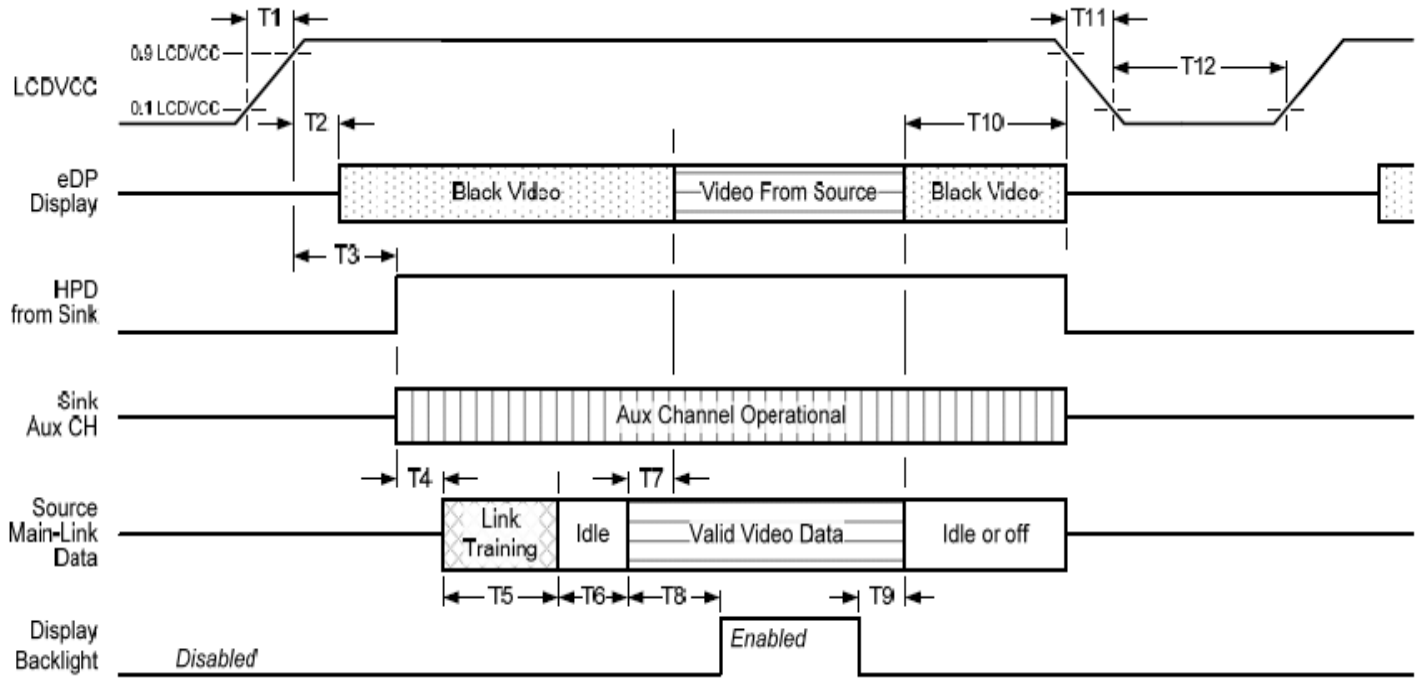 T1
T11
0.9 LCDVCC
T12
LCDVCC
0.1 LCDVCC
T2
T10
eDP
Display
Black Video
Video From Source
Black Video
T3
HPD
from Sink
Sink
Aux CH
Aux Channel Operational
T4
T7
Source
Main-Link
Data
Link
Training
Idle
Valid Video Data
Idle or off
T5
T6
T8
T9
Display
Backlight
Disabled
Enabled